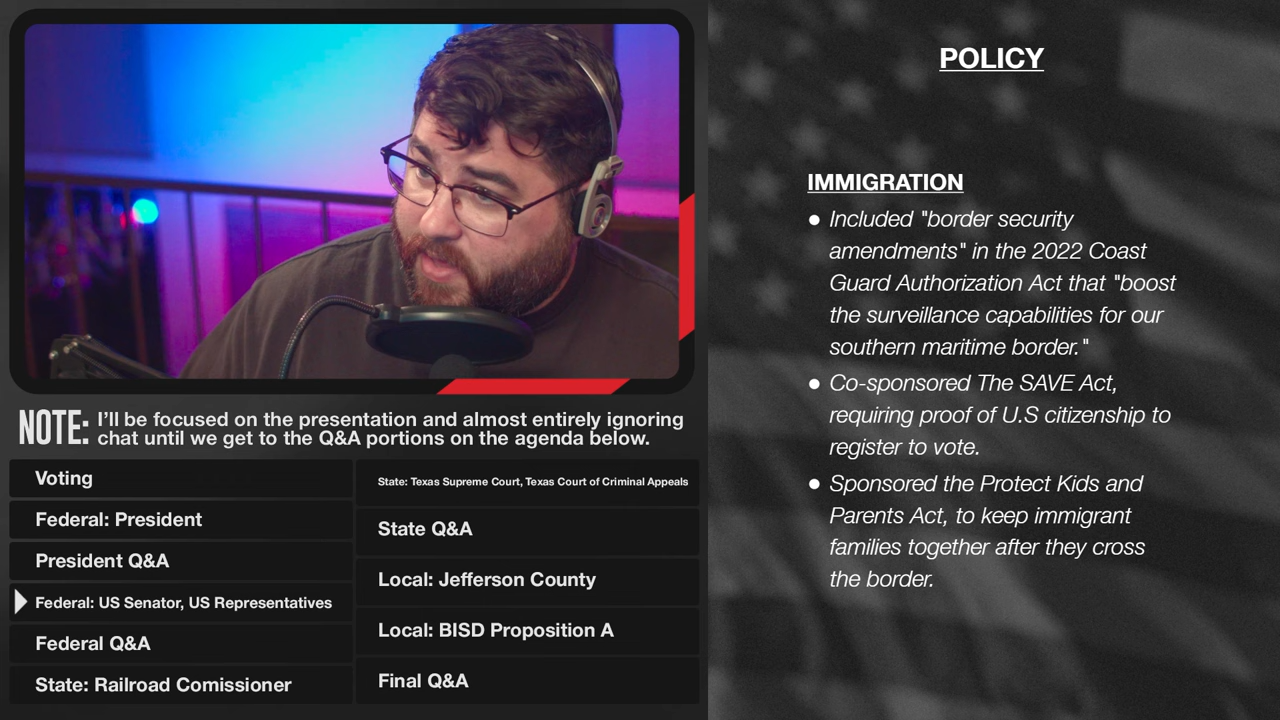 NOTE: I'll be focused on the presentation and almost entirely ignoring
chat until we get to the Q&A portions on the agenda below.
Voting
Federal: President
President Q&A
Federal: US Senator, US Representatives
Federal Q&A
State: Railroad Comissioner
State: Texas Supreme Court, Texas Court of Criminal Appeals
State Q&A
Local: Jefferson County
Local: BISD Proposition A
Final Q&A
POLICY
IMMIGRATION
● Included "border security
amendments" in the 2022 Coast
Guard Authorization Act that "boost
the surveillance capabilities for our
southern maritime border."
● Co-sponsored The SAVE Act,
requiring proof of U.S citizenship to
register to vote.
● Sponsored the Protect Kids and
Parents Act, to keep immigrant
families together after they cross
the border.